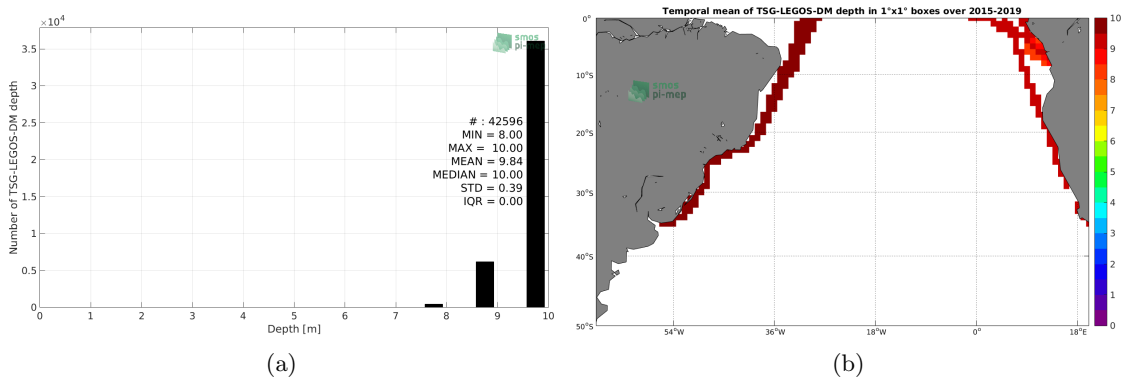 ×10⁴
3.5
3
2.5
2
1.5
1
0.5
0
Number of TSG-LEGOS-DM depth
smos
pi-mep
# : 42596
MIN = 8.00
MAX = 10.00
MEAN = 9.84
MEDIAN = 10.00
STD = 0.39
IQR = 0.00
0 1 2 3 4 5 6 7 8 9 10
Depth [m]
(a)
Temporal mean of TSG-LEGOS-DM depth in 1°x1° boxes over 2015-2019
0°
10°S
20°S
30°S
40°S
50°S
smos
pi-mep
54°W 36°W 18°W 0° 18°E
10
9
8
7
6
5
4
3
2
1
0
(b)